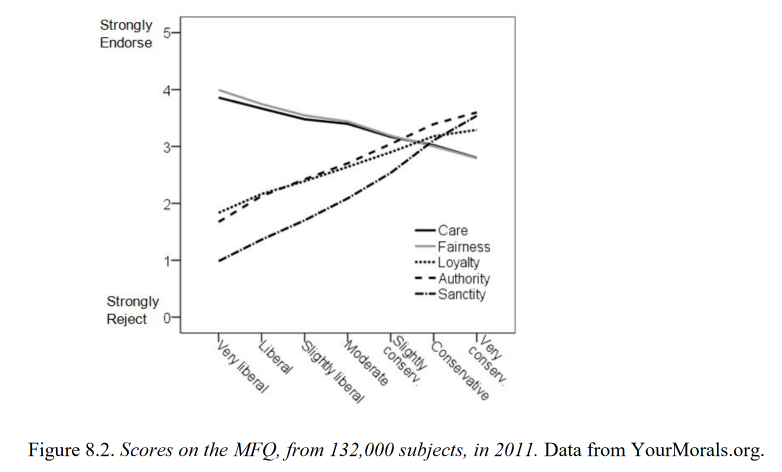 Strongly
Endorse
5
4
3
2
1
Strongly
Reject
0
Care
Fairness
Loyalty
Authority
Sanctity
Very liberal
Liberal
Slightly liberal
Moderate
Slightly
conserv.
Conservative
Very
conserv.
Figure 8.2. Scores on the MFQ, from 132,000 subjects, in 2011. Data from YourMorals.org.